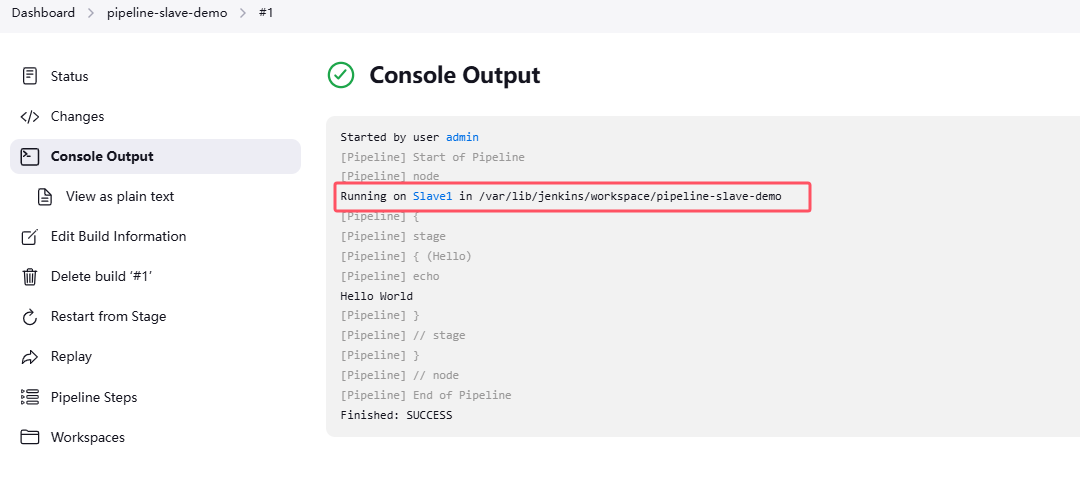 Dashboard > pipeline-slave-demo > #1
Status
Changes
Console Output
View as plain text
Edit Build Information
Delete build ‘#1’
Restart from Stage
Replay
Pipeline Steps
Workspaces
Console Output
Started by user admin
[Pipeline] Start of Pipeline
[Pipeline] node
Running on Slave1 in /var/lib/jenkins/workspace/pipeline-slave-demo
[Pipeline] {
[Pipeline] stage
[Pipeline] { (Hello)
[Pipeline] echo
Hello World
[Pipeline] }
[Pipeline] // stage
[Pipeline] }
[Pipeline] // node
[Pipeline] End of Pipeline
Finished: SUCCESS